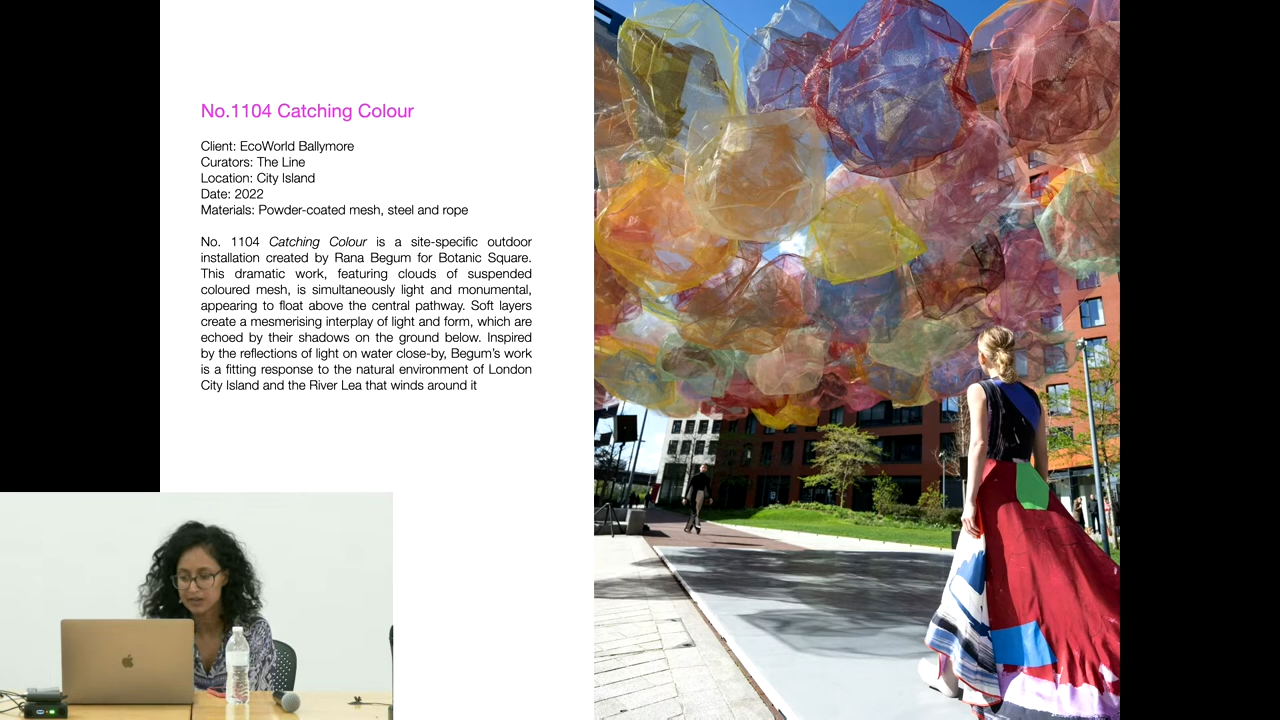 No.1104 Catching Colour
Client: EcoWorld Ballymore
Curators: The Line
Location: City Island
Date: 2022
Materials: Powder-coated mesh, steel and rope
No. 1104 Catching Colour is a site-specific outdoor
installation created by Rana Begum for Botanic Square.
This dramatic work, featuring clouds of suspended
coloured mesh, is simultaneously light and monumental,
appearing to float above the central pathway. Soft layers
create a mesmerising interplay of light and form, which are
echoed by their shadows on the ground below. Inspired
by the reflections of light on water close-by, Begum's work
is a fitting response to the natural environment of London
City Island and the River Lea that winds around it